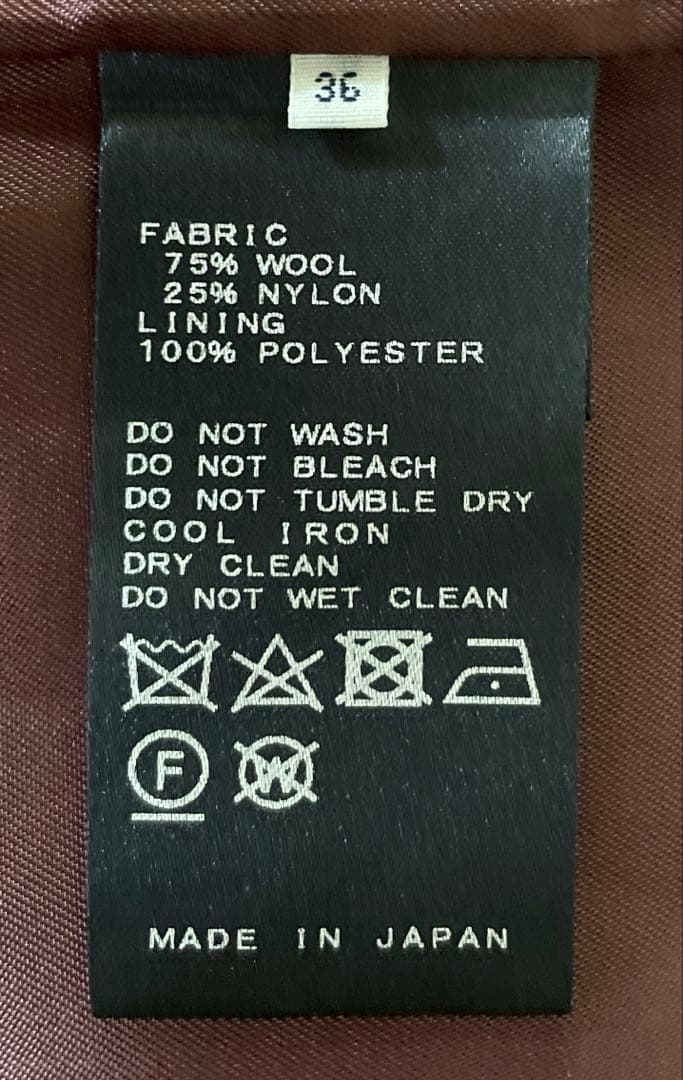 36
FABRIC
75% WOOL
25% NYLON
LINING
100% POLYESTER
DO NOT WASH
DO NOT BLEACH
DO NOT TUMBLE DRY
COOL IRON
DRY CLEAN
DO NOT WET CLEAN
F W
MADE IN JAPAN